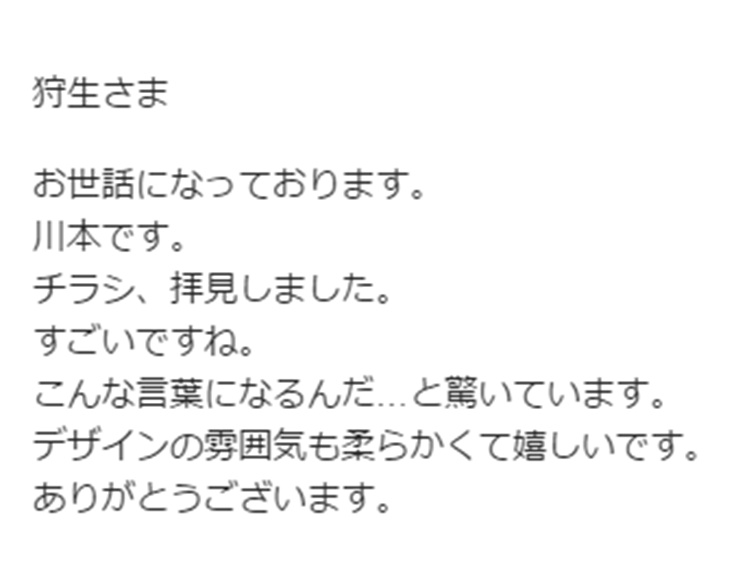 狩生さま
お世話になっております。
川本です。
チラシ、拝見しました。
すごいですね。
こんな言葉になるんだ…と驚いています。
デザインの雰囲気も柔らかくて嬉しいです。
ありがとうございます。